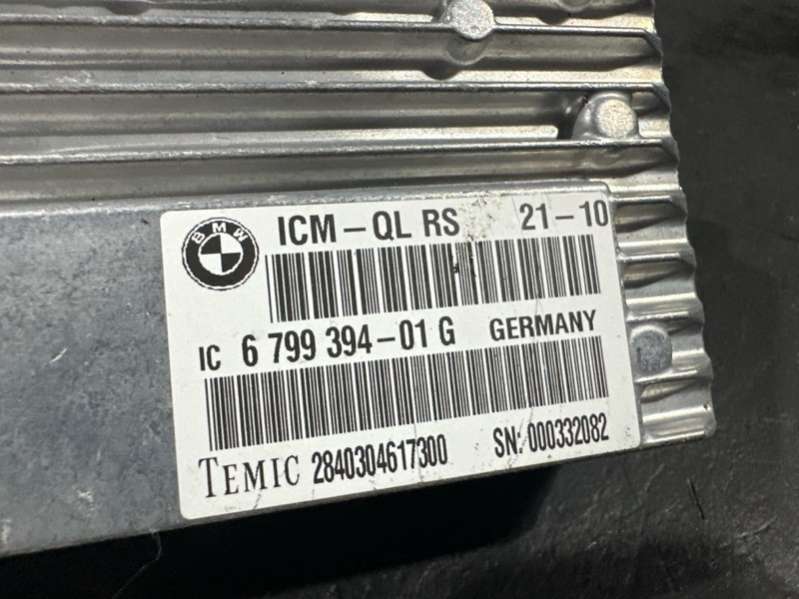 BMW
ICM-QL RS 21-10
IC 6 799 394-01 G GERMANY
TEMIC 2840304617300 SN: 000332082